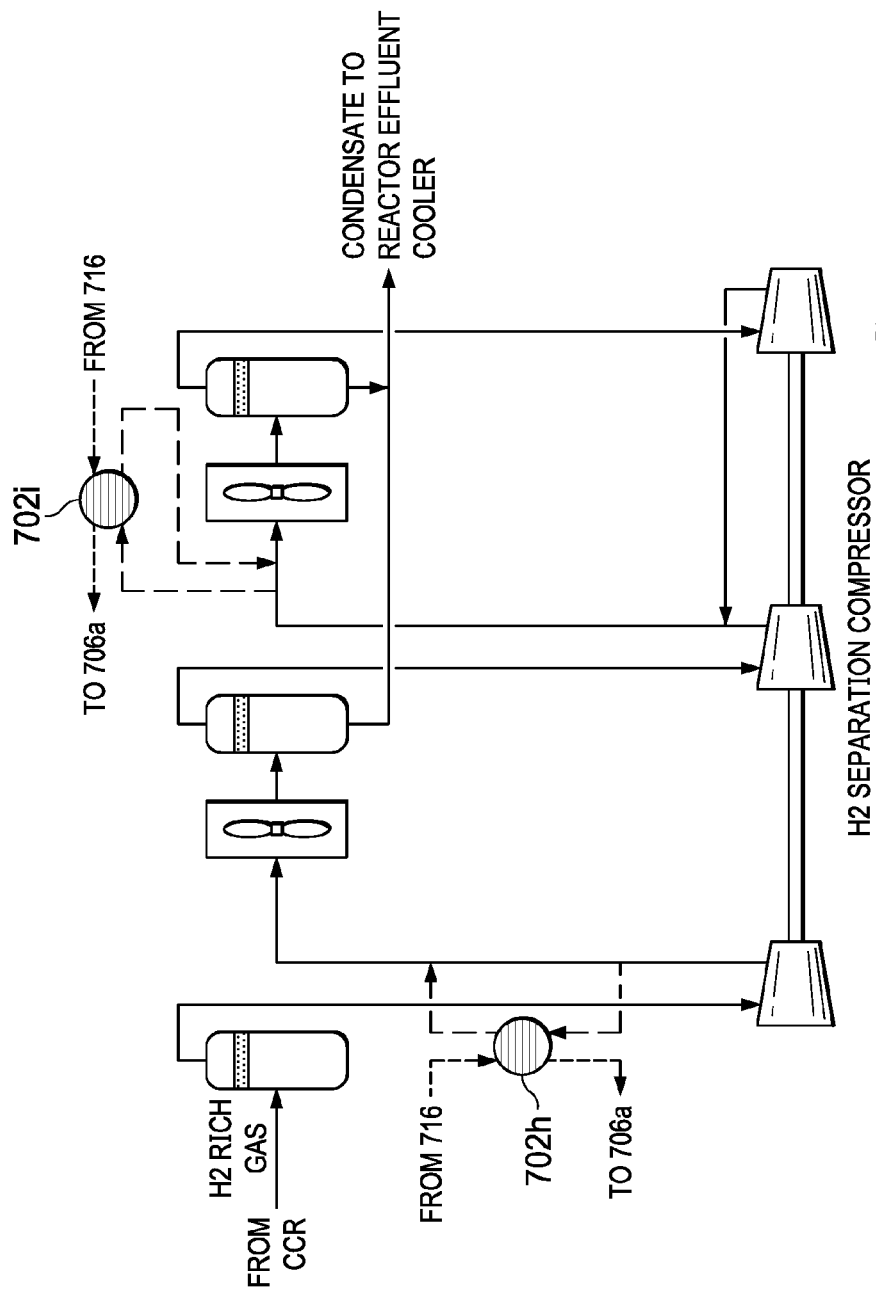 702i
FROM 716
TO 706a
CONDENSATE TO
REACTOR EFFLUENT
COOLER
H2 RICH
GAS
FROM
CCR
FROM 716
702h
TO 706a
H2 SEPARATION COMPRESSOR